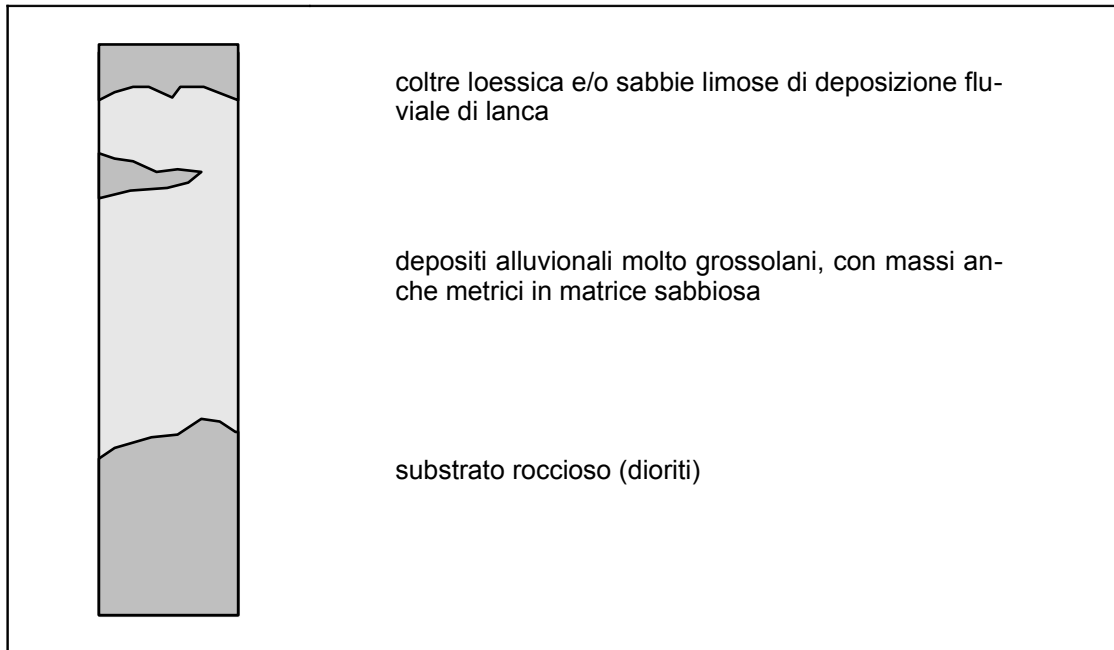 coltre loessica e/o sabbie limose di deposizione flu-
viale di lanca
depositi alluvionali molto grossolani, con massi an-
che metrici in matrice sabbiosa
substrato roccioso (dioriti)